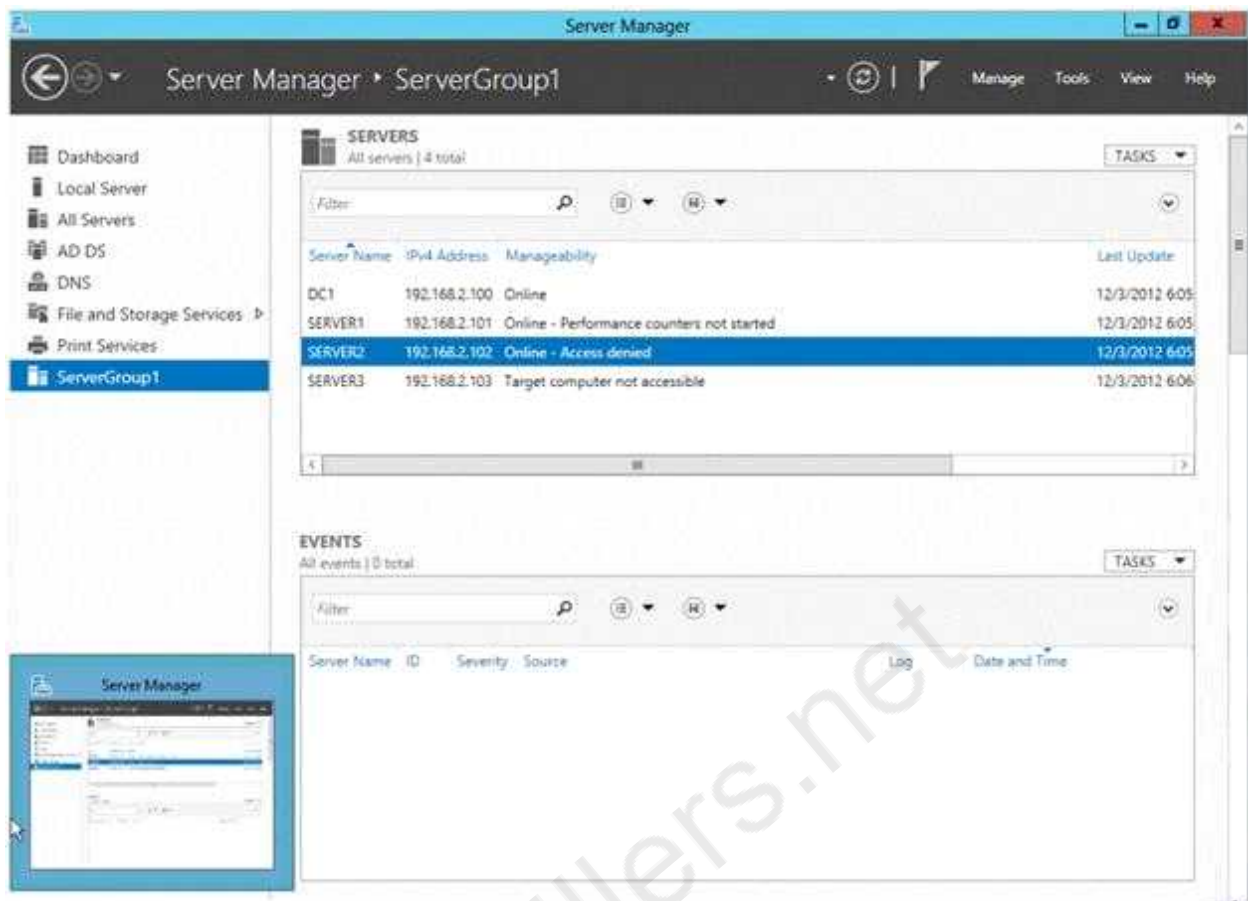 Server Manager
Server Manager ‣ ServerGroup1
Manage Tools View Help
Dashboard
Local Server
All Servers
AD DS
DNS
File and Storage Services
Print Services
ServerGroup1
SERVERS
All servers | 4 total
TASKS
Filter
Server Name IPv4 Address Manageability Last Update
DC1 192.168.2.100 Online 12/3/2012 6:05
SERVER1 192.168.2.101 Online - Performance counters not started 12/3/2012 6:05
SERVER2 192.168.2.102 Online - Access denied 12/3/2012 6:05
SERVER3 192.168.2.103 Target computer not accessible 12/3/2012 6:06
EVENTS
All events | 0 total
TASKS
Filter
Server Name ID Severity Source Log Date and Time
Server Manager
llers.net